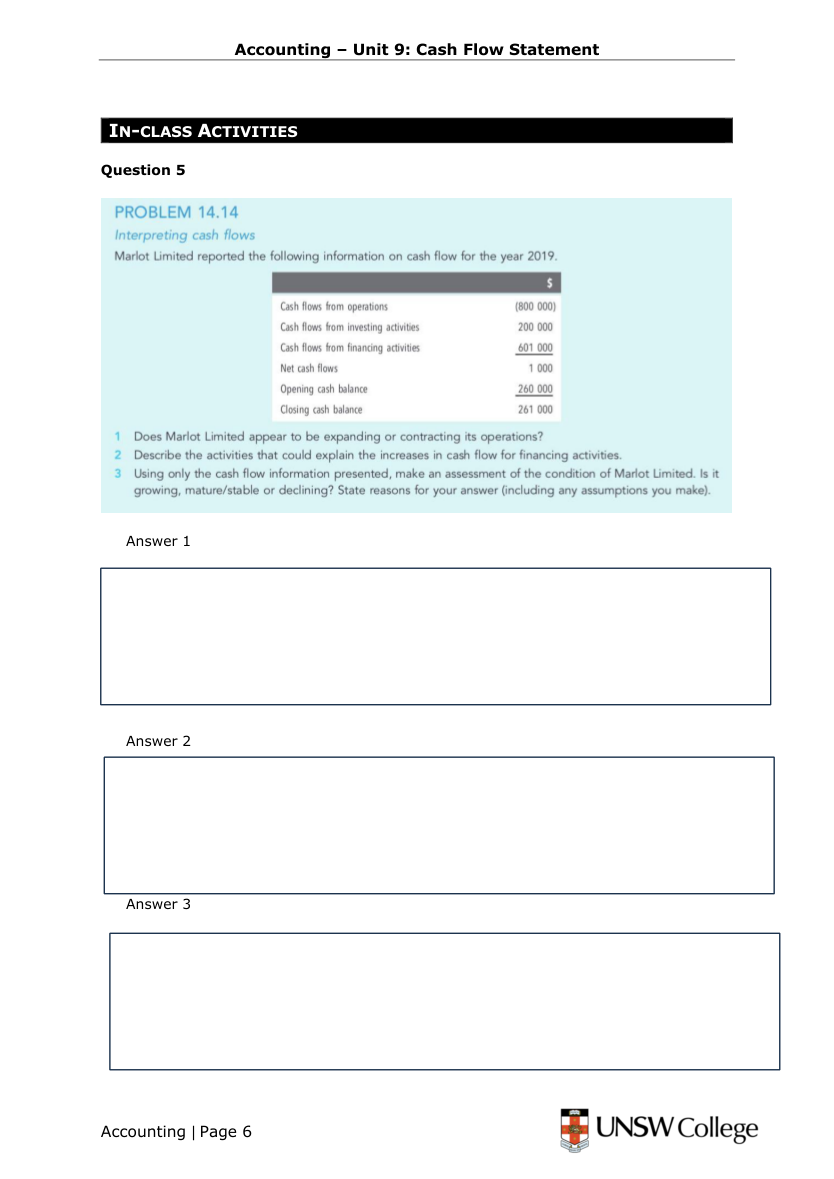 Accounting – Unit 9: Cash Flow Statement
IN-CLASS ACTIVITIES
Question 5
PROBLEM 14.14
Interpreting cash flows
Marlot Limited reported the following information on cash flow for the year 2019.
$
Cash flows from operations (800 000)
Cash flows from investing activities 200 000
Cash flows from financing activities 601 000
Net cash flows 1 000
Opening cash balance 260 000
Closing cash balance 261 000
1 Does Marlot Limited appear to be expanding or contracting its operations?
2 Describe the activities that could explain the increases in cash flow for financing activities.
3 Using only the cash flow information presented, make an assessment of the condition of Marlot Limited. Is it
growing, mature/stable or declining? State reasons for your answer (including any assumptions you make).
Answer 1
Answer 2
Answer 3
Accounting | Page 6
UNSW College